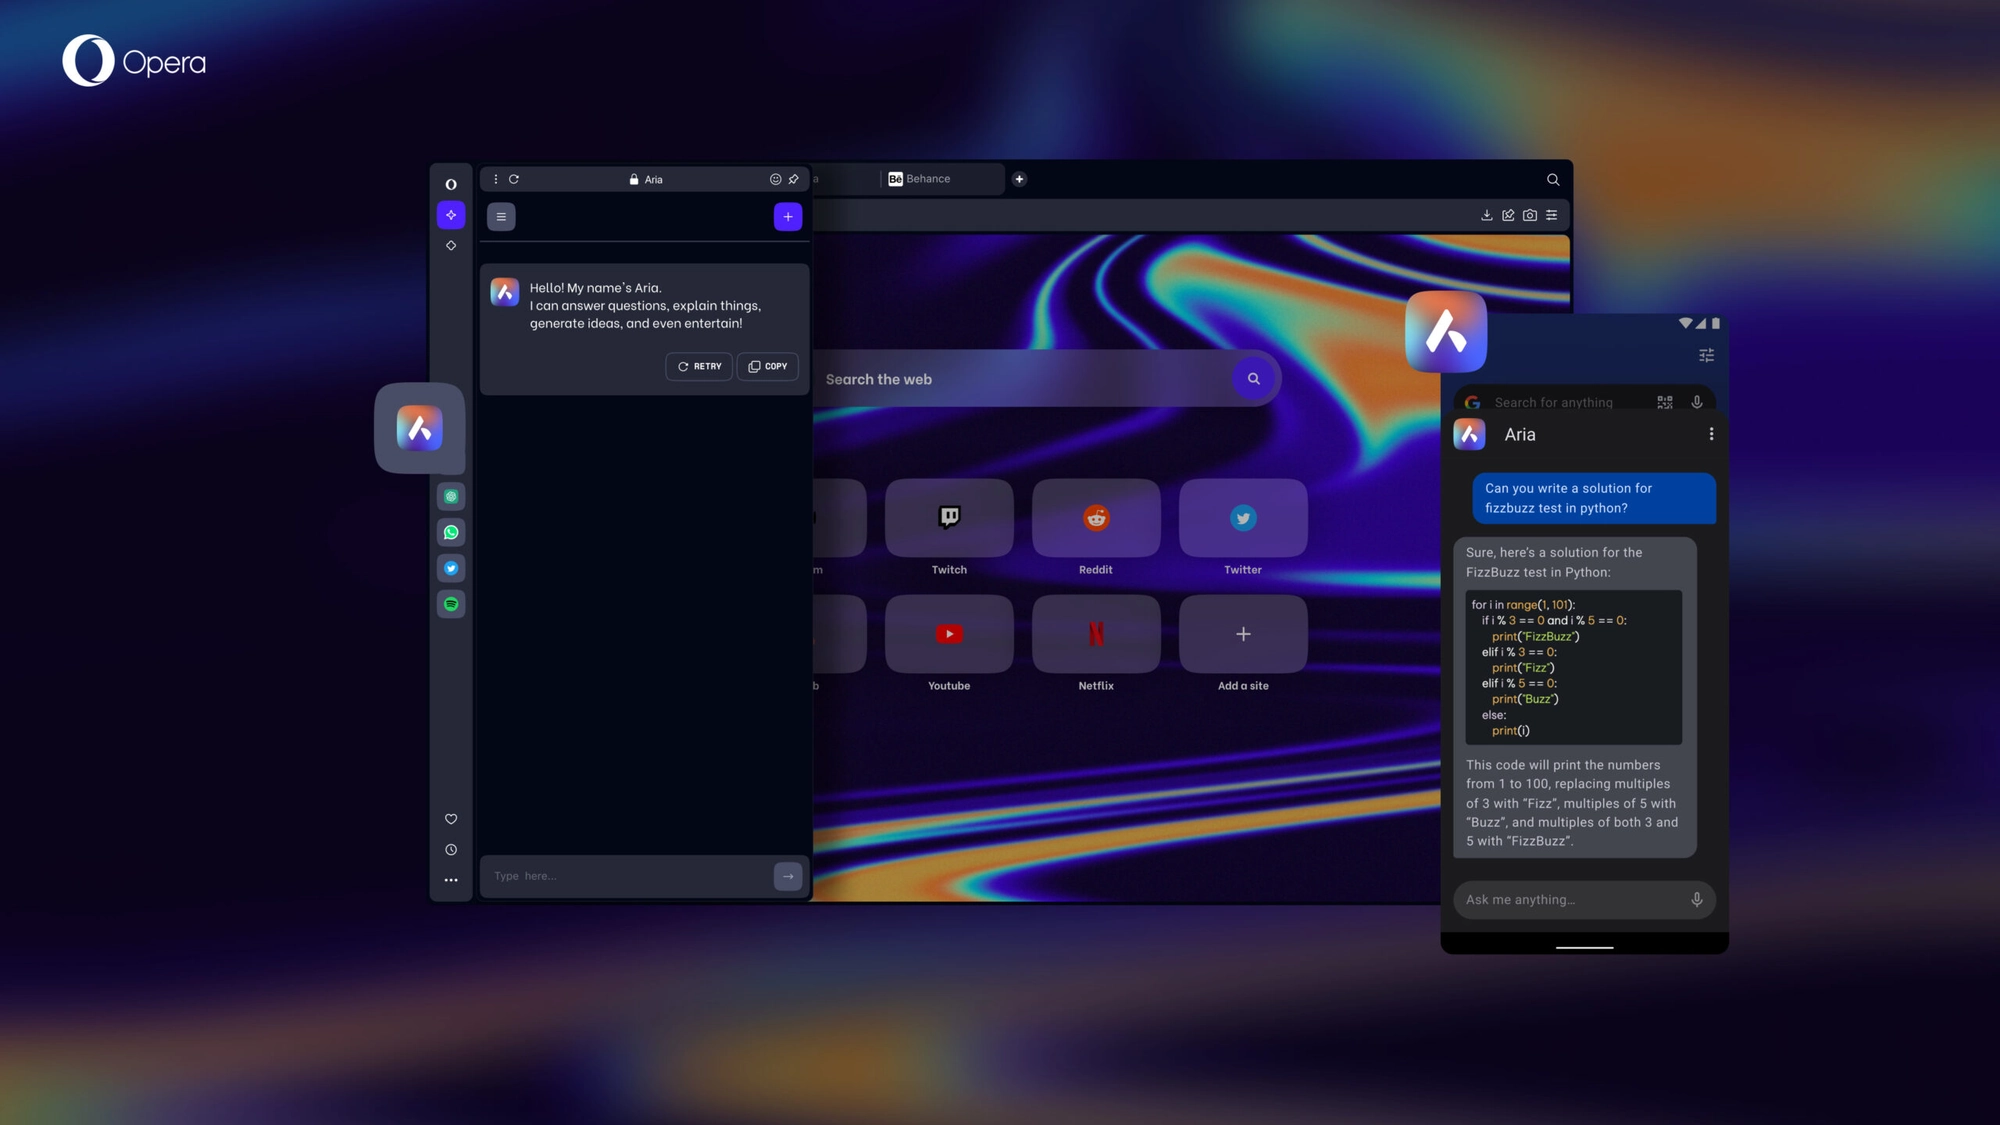 Opera
Aria
a
Behance
Hello! My name's Aria.
I can answer questions, explain things,
generate ideas, and even entertain!
RETRY
COPY
Type here...
Search the web
m
Twitch
Reddit
Twitter
b
Youtube
Netflix
Add a site
Search for anything
Aria
Can you write a solution for
fizzbuzz test in python?
Sure, here's a solution for the
FizzBuzz test in Python:
for i in range(1, 101):
if i % 3 == 0 and i % 5 == 0:
print("FizzBuzz")
elif i % 3 == 0:
print("Fizz")
elif i % 5 == 0:
print("Buzz")
else:
print(i)
This code will print the numbers
from 1 to 100, replacing multiples
of 3 with “Fizz”, multiples of 5 with
“Buzz”, and multiples of both 3 and
5 with “FizzBuzz”.
Ask me anything...